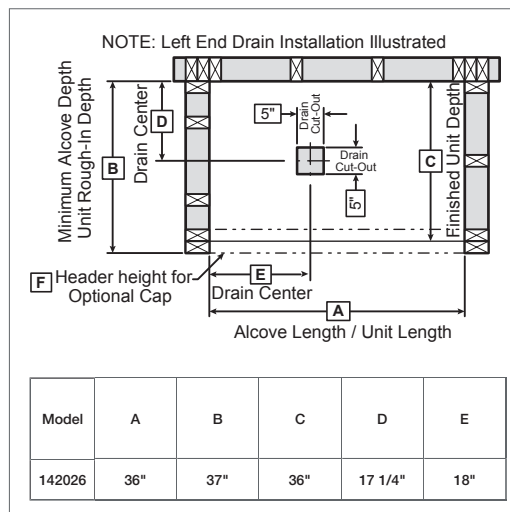 NOTE: Left End Drain Installation Illustrated
Minimum Alcove Depth
Unit Rough-In Depth
B
D
Drain Center
5"
Drain
Cut-Out
Drain
Cut-Out
5"
C
Finished Unit Depth
F Header height for
Optional Cap
E
Drain Center
A
Alcove Length / Unit Length
Model A B C D E
142026 36" 37" 36" 17 1/4" 18"